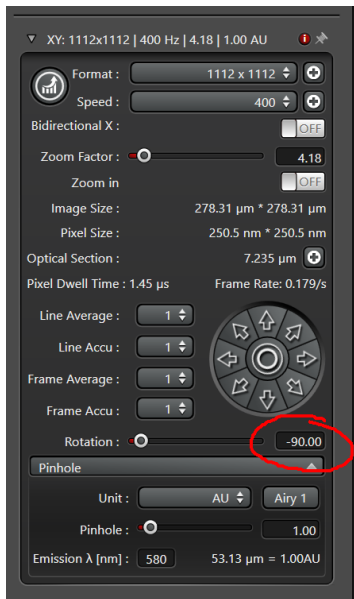 XY: 1112x1112 | 400 Hz | 4.18 | 1.00 AU
Format : 1112 x 1112
Speed : 400
Bidirectional X : OFF
Zoom Factor : 4.18
Zoom in OFF
Image Size : 278.31 µm * 278.31 µm
Pixel Size : 250.5 nm * 250.5 nm
Optical Section : 7.235 µm
Pixel Dwell Time : 1.45 µs Frame Rate: 0.179/s
Line Average : 1
Line Accu : 1
Frame Average : 1
Frame Accu : 1
Rotation : -90.00
Pinhole
Unit : AU Airy 1
Pinhole : 1.00
Emission λ [nm] : 580 53.13 µm = 1.00AU